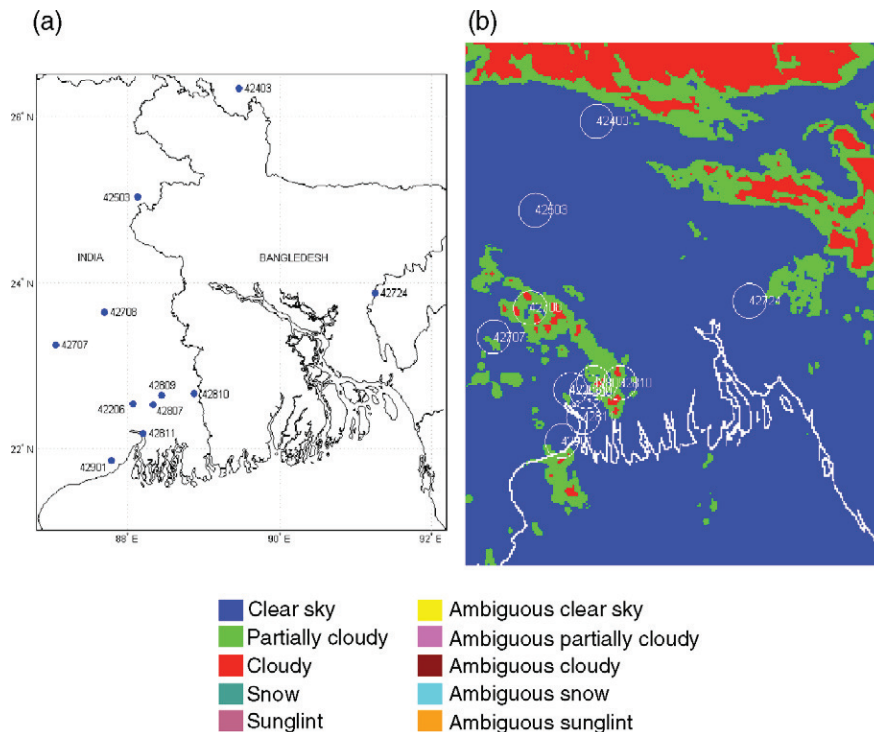 (a)
26° N
24° N
22° N
88° E
90° E
92° E
42403
42503
INDIA
BANGLEDESH
42724
42708
42707
42809
42810
42206
42807
42811
42901
(b)
42403
42503
42724
42707
42810
Clear sky
Partially cloudy
Cloudy
Snow
Sunglint
Ambiguous clear sky
Ambiguous partially cloudy
Ambiguous cloudy
Ambiguous snow
Ambiguous sunglint